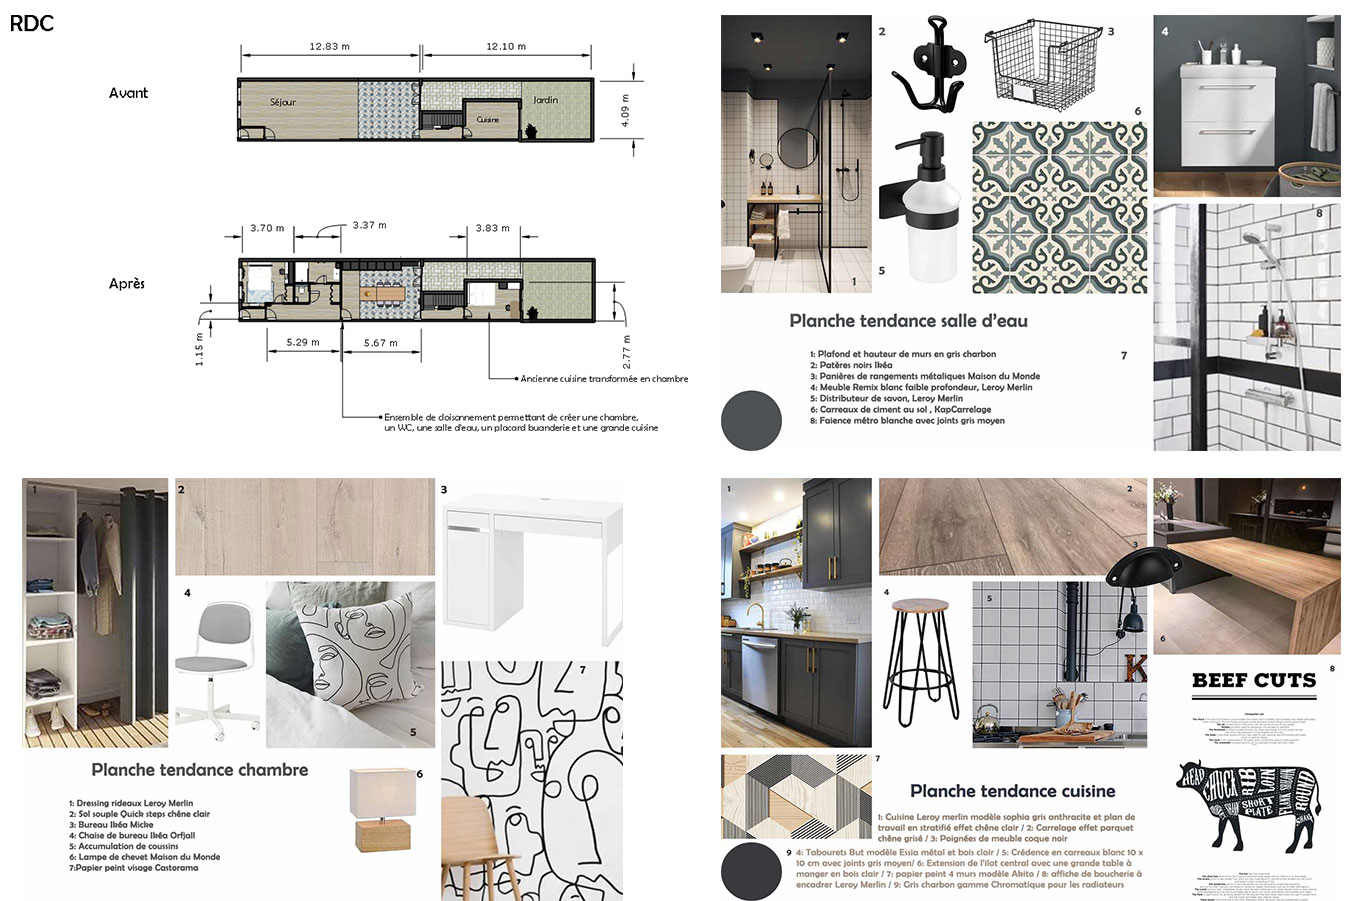 RDC
Avant
12.83 m
12.10 m
4.09 m
Séjour
Cuisine
Jardin
Après
3.70 m
3.37 m
3.83 m
1.15 m
5.29 m
5.67 m
2.77 m
Ancienne cuisine transformée en chambre
Ensemble de cloisonnement permettant de créer une chambre,
un WC, une salle d'eau, un placard buanderie et une grande cuisine
1
2
3
4
5
6
7
8
Planche tendance salle d'eau
1: Plafond et hauteur de murs en gris charbon
2: Patères noirs Ikéa
3: Panières de rangements métaliques Maison du Monde
4: Meuble Remix blanc faible profondeur, Leroy Merlin
5: Distributeur de savon, Leroy Merlin
6: Carreaux de ciment au sol , KapCarrelage
8: Faience métro blanche avec joints gris moyen
1
2
3
4
5
6
7
Planche tendance chambre
1: Dressing rideaux Leroy Merlin
2: Sol souple Quick steps chêne clair
3: Bureau Ikéa Micke
4: Chaise de bureau Ikéa Orfjall
5: Accumulation de coussins
6: Lampe de chevet Maison du Monde
7:Papier peint visage Castorama
1
2
3
4
5
6
7
8
9
K
BEEF CUTS
HEAD
CHUCK
RIB
LOIN
SHORT
PLATE
FLANK
ROUND
SHANK
Planche tendance cuisine
1: Cuisine Leroy merlin modèle sophia gris anthracite et plan de
travail en stratifié effet chêne clair / 2: Carrelage effet parquet
chêne grisé / 3: Poignées de meuble coque noir
4: Tabourets But modèle Essia métal et bois clair / 5: Crédence en carreaux blanc 10 x
10 cm avec joints gris moyen/ 6: Extension de l'îlot central avec une grande table à
manger en bois clair / 7: papier peint 4 murs modèle Akito / 8: affiche de boucherie à
encadrer Leroy Merlin / 9: Gris charbon gamme Chromatique pour les radiateurs